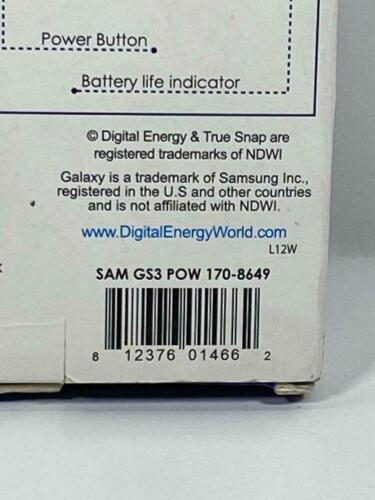 Power Button
Battery life indicator
© Digital Energy & True Snap are
registered trademarks of NDWI
Galaxy is a trademark of Samsung Inc.,
registered in the U.S and other countries
and is not affiliated with NDWI.
www.DigitalEnergyWorld.com
L12W
SAM GS3 POW 170-8649
8 12376 01466 2